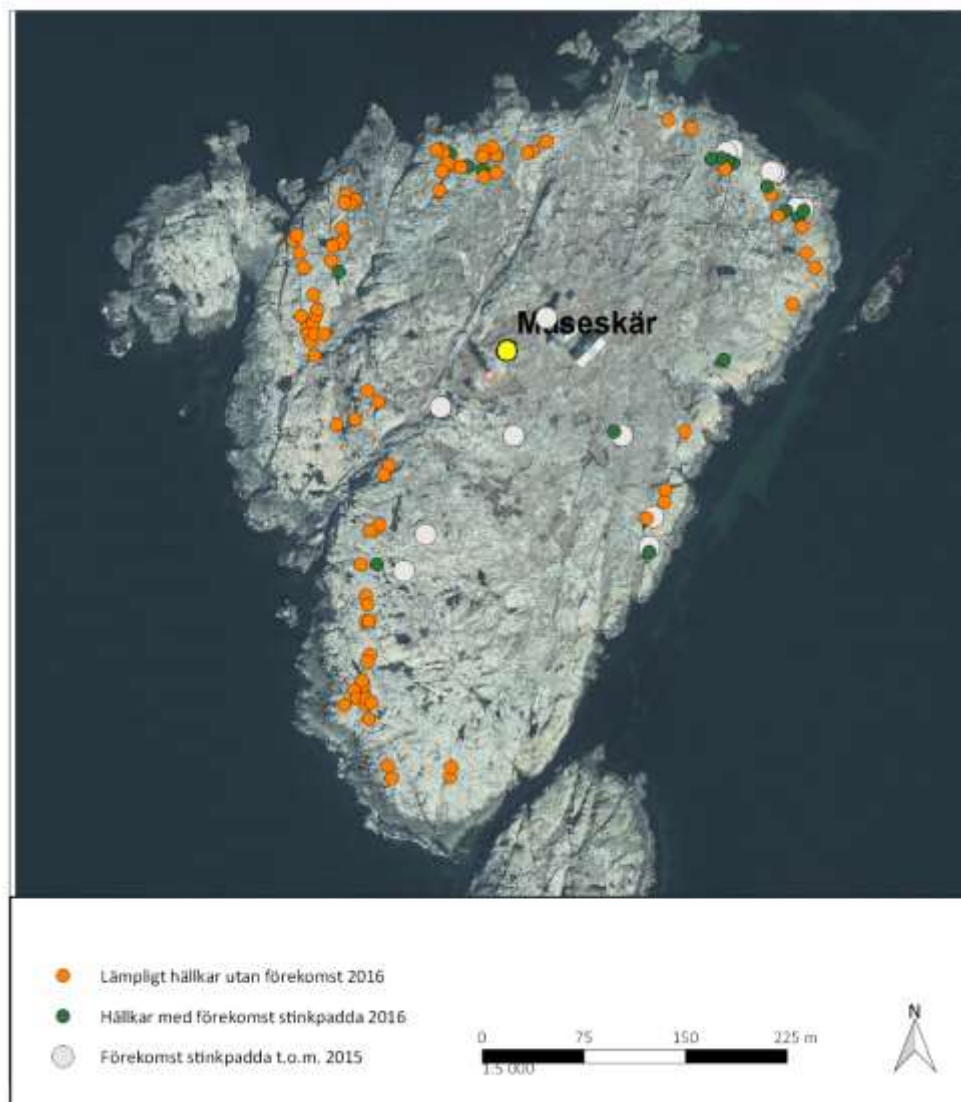 Måseskär
Lämpligt hällkar utan förekomst 2016
Hällkar med förekomst stinkpadda 2016
Förekomst stinkpadda t.o.m. 2015
0 75 150 225 m
1:5 000
N